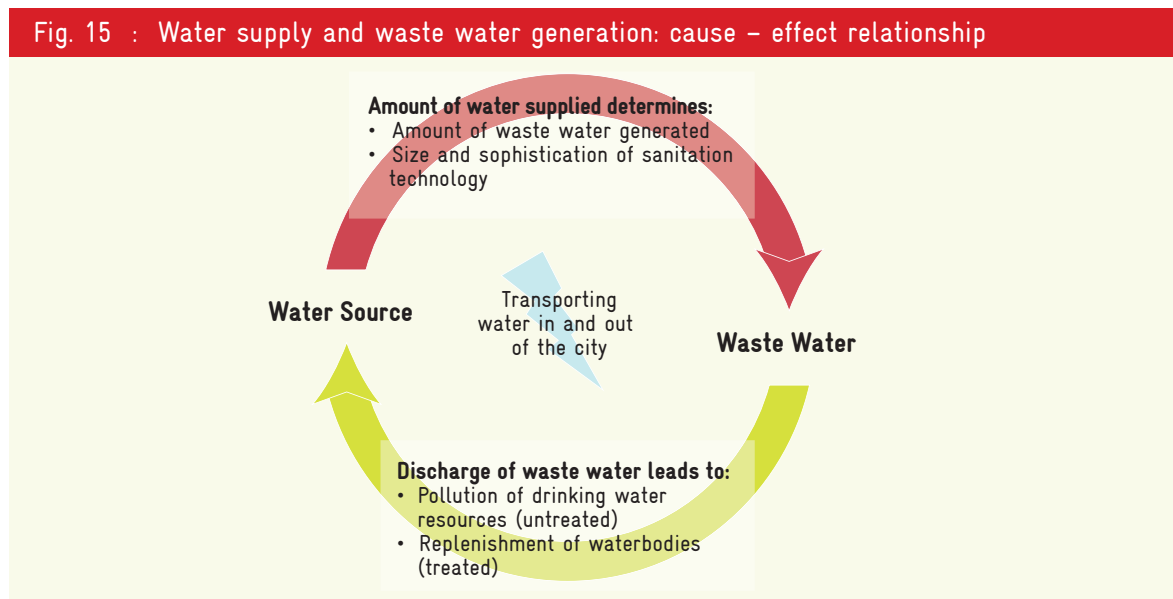 Fig. 15 : Water supply and waste water generation: cause – effect relationship
Amount of water supplied determines:
• Amount of waste water generated
• Size and sophistication of sanitation
technology
Water Source
Transporting
water in and out
of the city
Waste Water
Discharge of waste water leads to:
• Pollution of drinking water
resources (untreated)
• Replenishment of waterbodies
(treated)